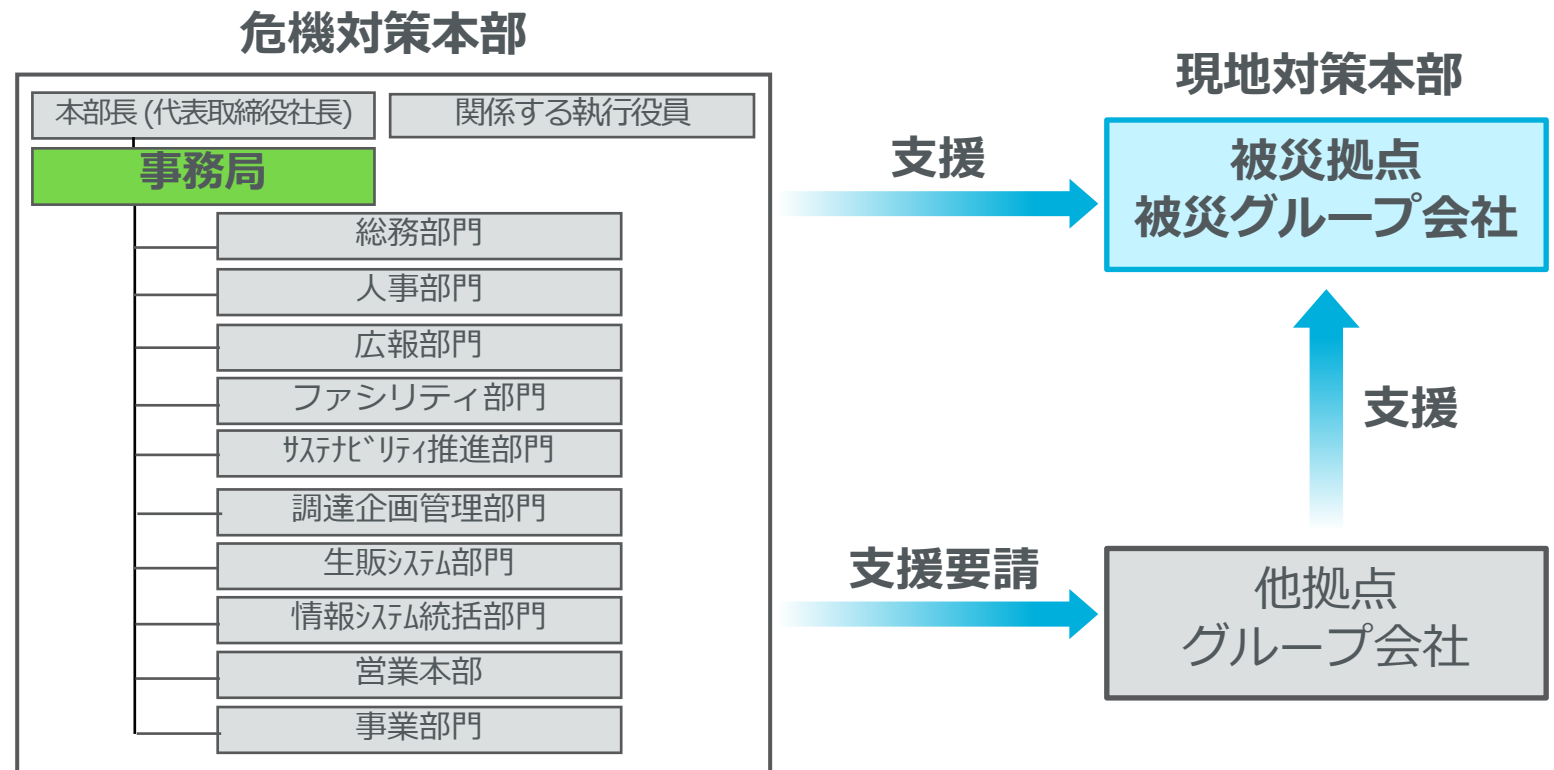 危機対策本部
本部長 (代表取締役社長)
関係する執行役員
事務局
総務部門
人事部門
広報部門
ファシリティ部門
ｻｽﾃﾅﾋﾞﾘﾃｨ推進部門
調達企画管理部門
生販ｼｽﾃﾑ部門
情報ｼｽﾃﾑ統括部門
営業本部
事業部門
支援
支援要請
現地対策本部
被災拠点
被災グループ会社
支援
他拠点
グループ会社